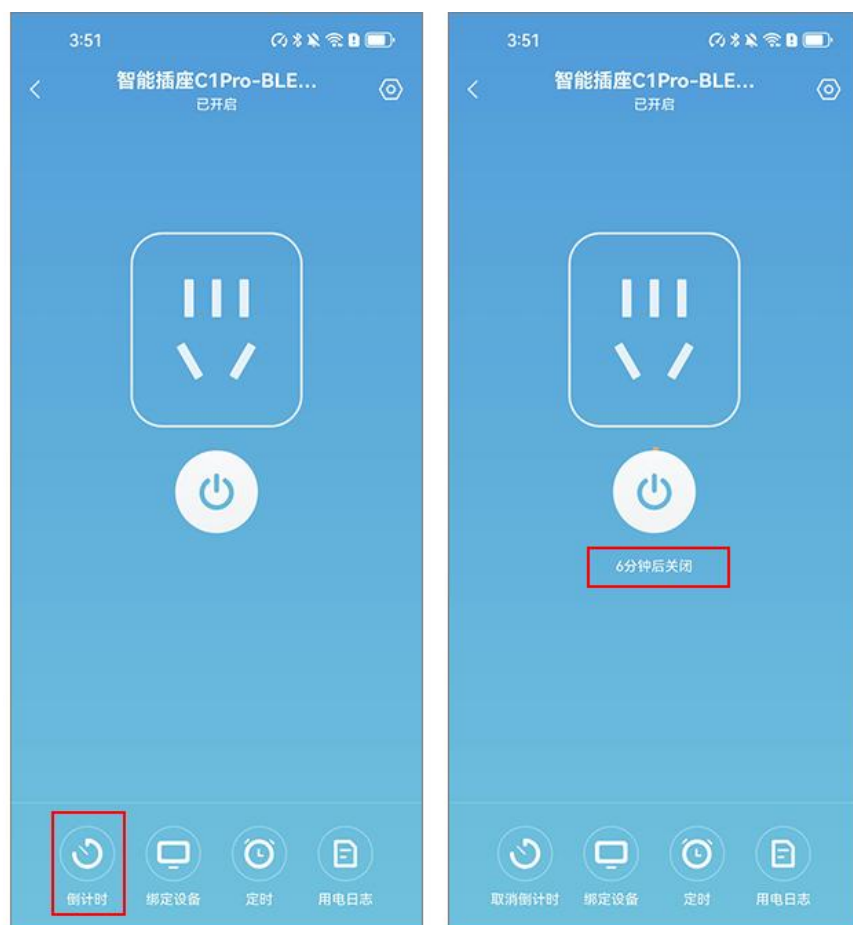 3:51
智能插座C1Pro-BLE...
已开启
倒计时
绑定设备
定时
用电日志
3:51
智能插座C1Pro-BLE...
已开启
6分钟后关闭
取消倒计时
绑定设备
定时
用电日志